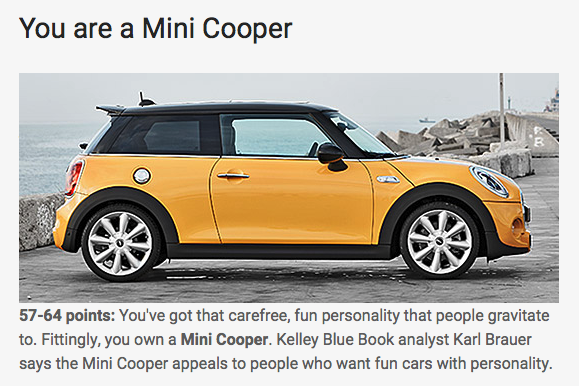 You are a Mini Cooper
57-64 points: You've got that carefree, fun personality that people gravitate
to. Fittingly, you own a Mini Cooper. Kelley Blue Book analyst Karl Brauer
says the Mini Cooper appeals to people who want fun cars with personality.